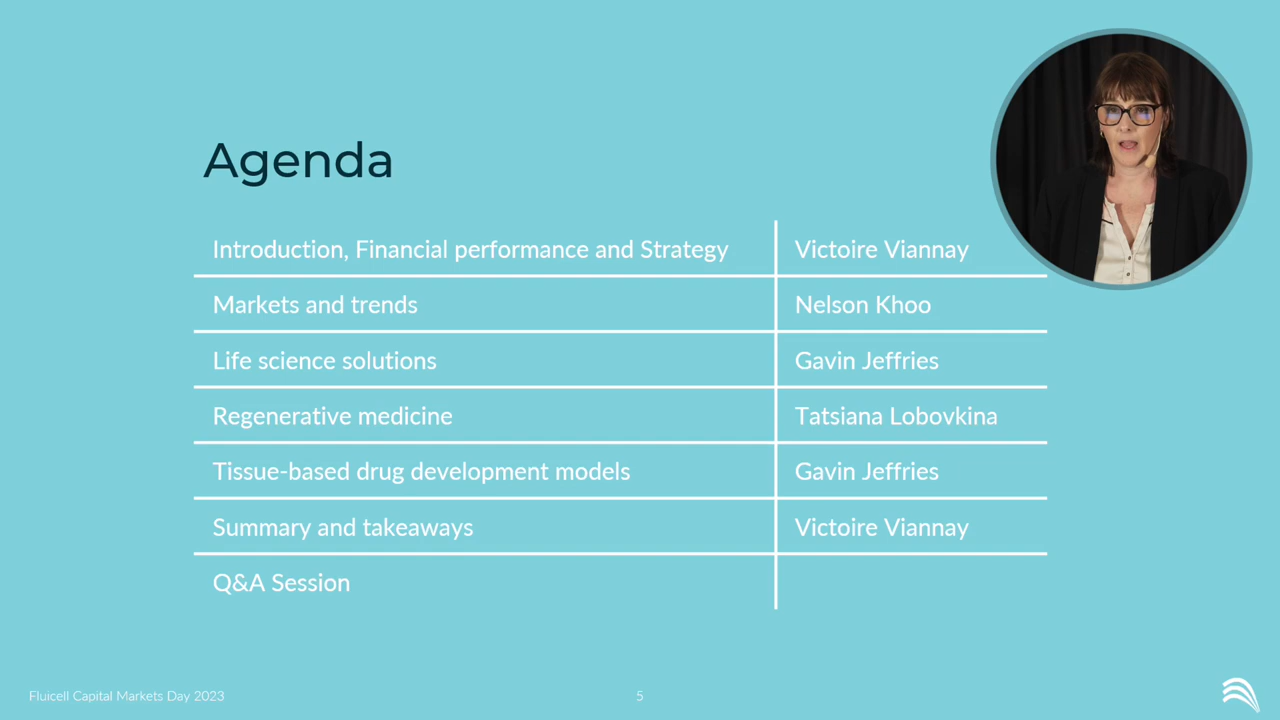 Agenda
Introduction, Financial performance and Strategy
Victoire Viannay
Markets and trends
Nelson Khoo
Life science solutions
Gavin Jeffries
Regenerative medicine
Tatsiana Lobovkina
Tissue-based drug development models
Gavin Jeffries
Summary and takeaways
Victoire Viannay
Q&A Session
Fluicell Capital Markets Day 2023
5